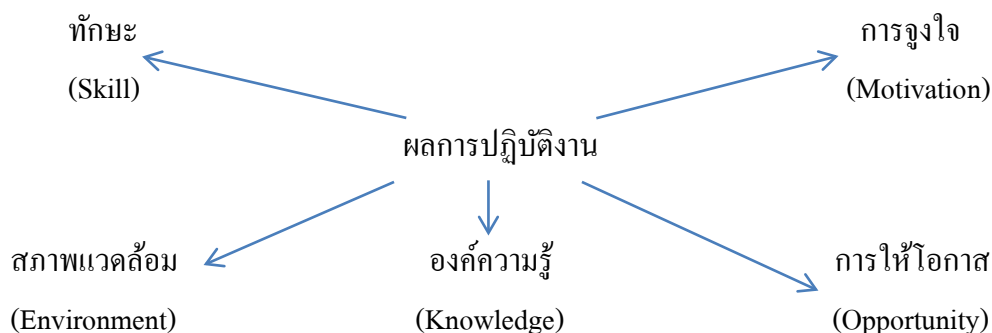 ทักษะ
(Skill)
การจูงใจ
(Motivation)
ผลการปฏิบัติงาน
สภาพแวดล้อม
(Environment)
องค์ความรู้
(Knowledge)
การให้โอกาส
(Opportunity)